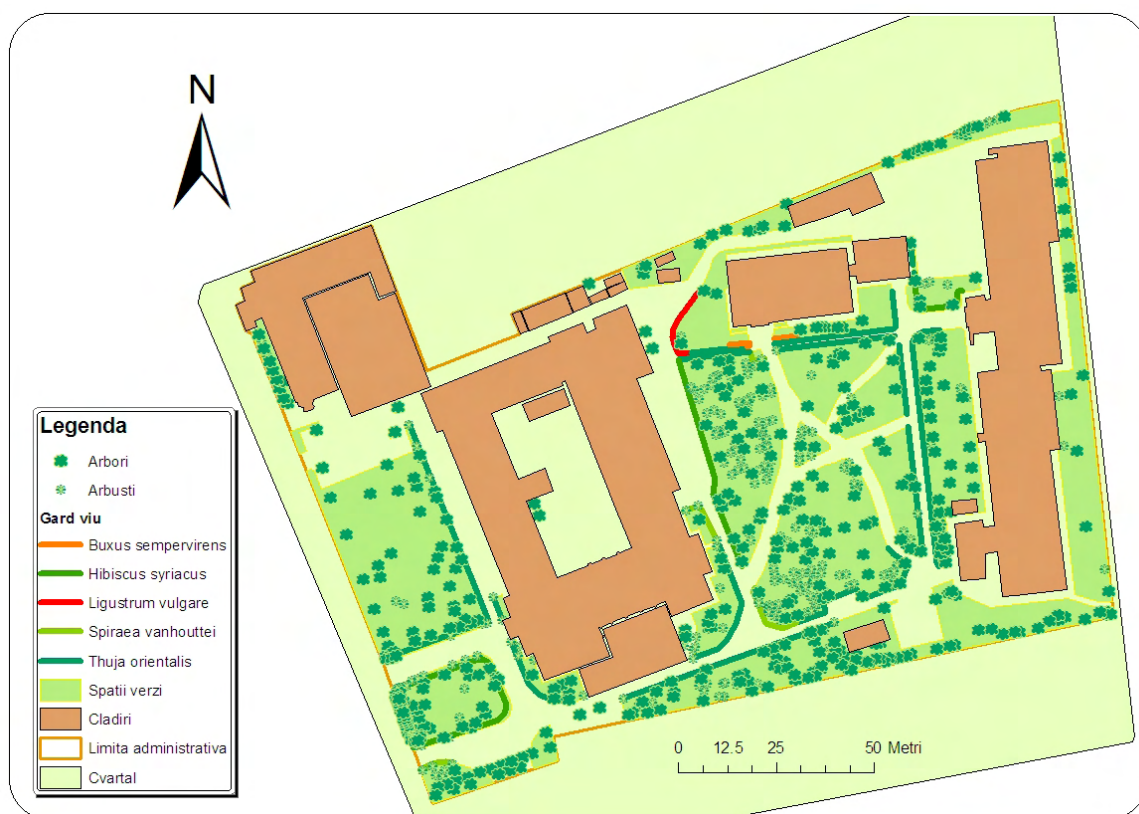 N
Legenda
Arbori
Arbusti
Gard viu
Buxus sempervirens
Hibiscus syriacus
Ligustrum vulgare
Spiraea vanhouttei
Thuja orientalis
Spatii verzi
Cladiri
Limita administrativa
Cvartal
0 12.5 25 50 Metri